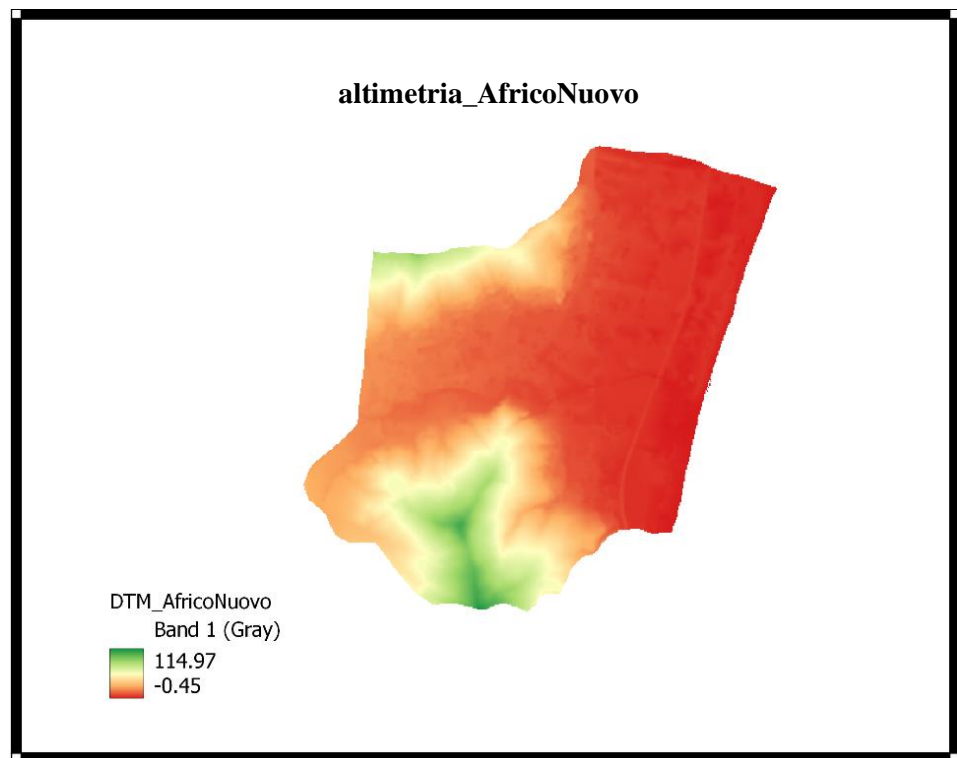 altimetria_AfricoNuovo
DTM_AfricoNuovo
Band 1 (Gray)
114.97
-0.45